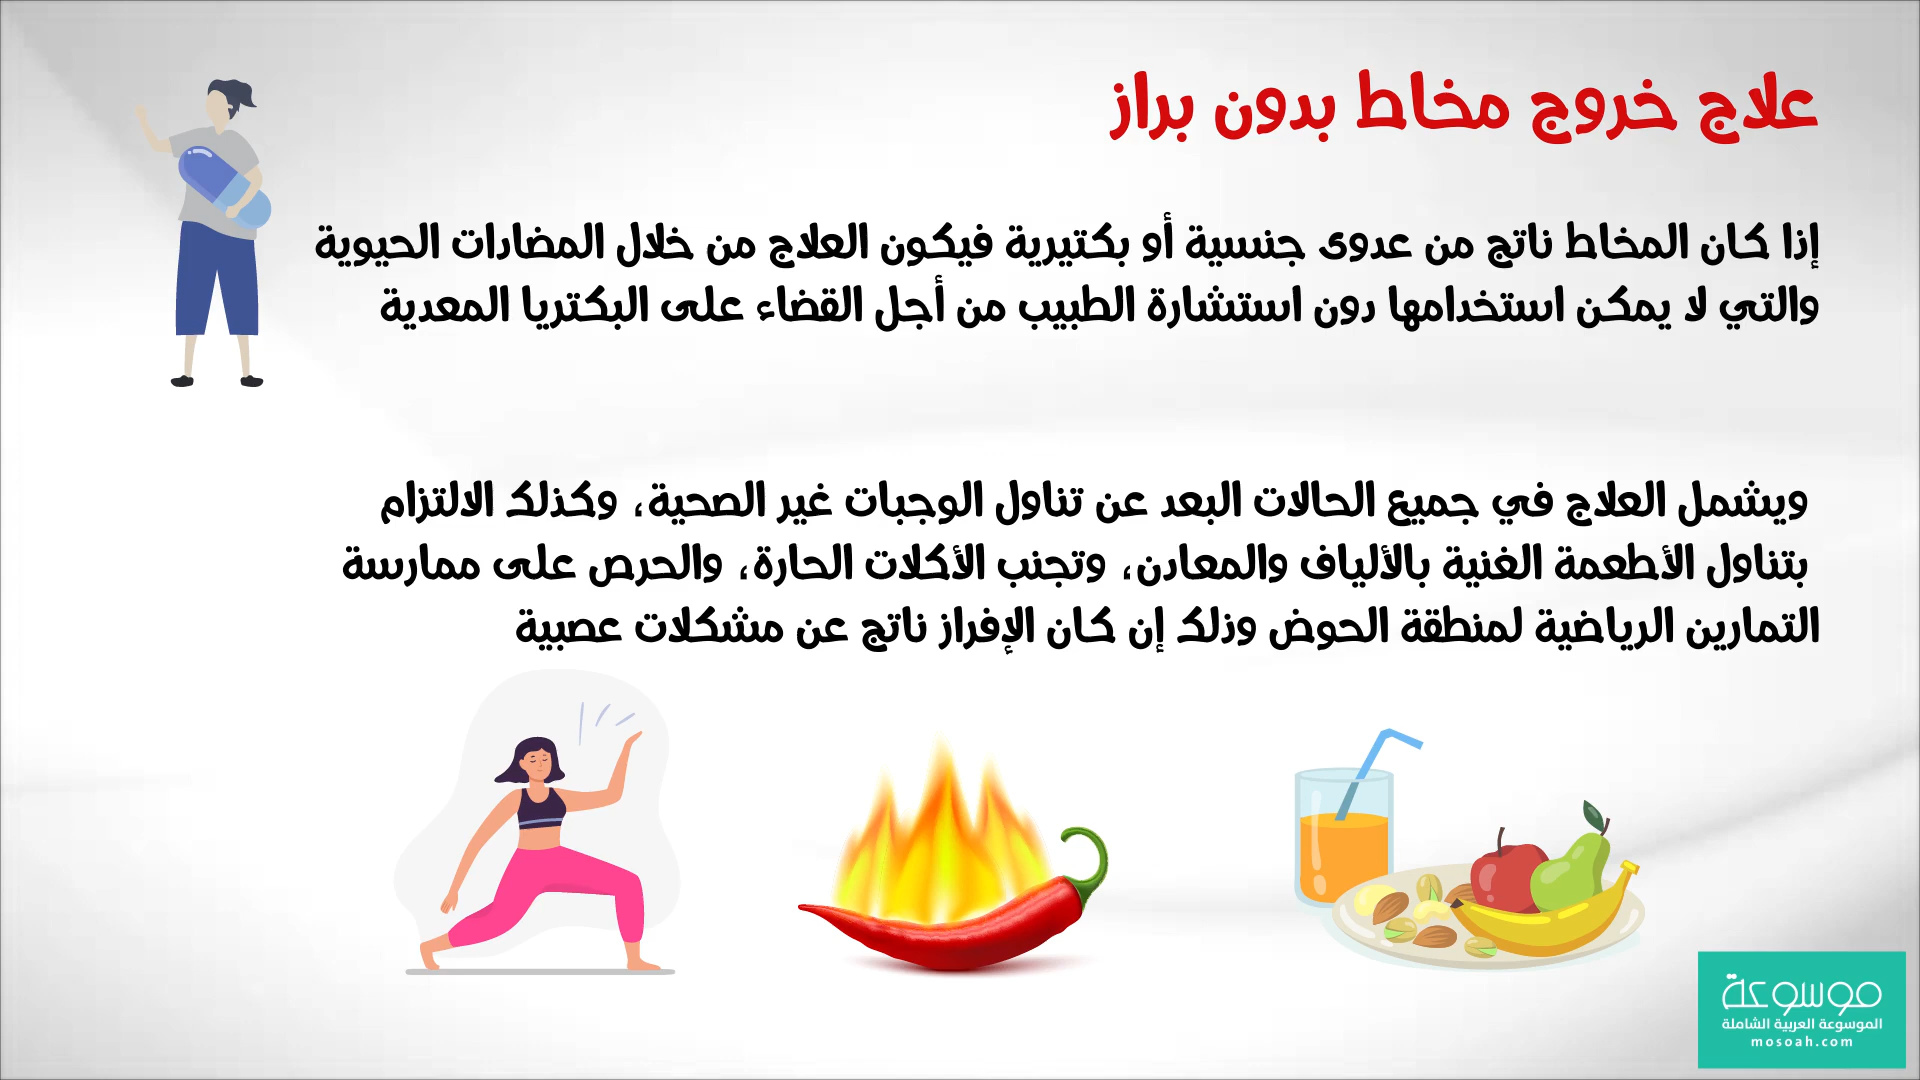 علاج خروج مخاط بدون براز
إذا كان المخاط ناتج من عدوى جنسية أو بكتيرية فيكون العلاج من خلال المضادات الحيوية
والتي لا يمكن استخدامها دون استشارة الطبيب من أجل القضاء على البكتريا المعدية
ويشمل العلاج في جميع الحالات البعد عن تناول الوجبات غير الصحية، وكذلك الالتزام
بتناول الأطعمة الغنية بالألياف والمعادن، وتجنب الأكلات الحارة، والحرص على ممارسة
التمارين الرياضية لمنطقة الحوض وذلك إن كان الإفراز ناتج عن مشكلات عصبية
موسوعة
الموسوعة العربية الشاملة
mosoah.com